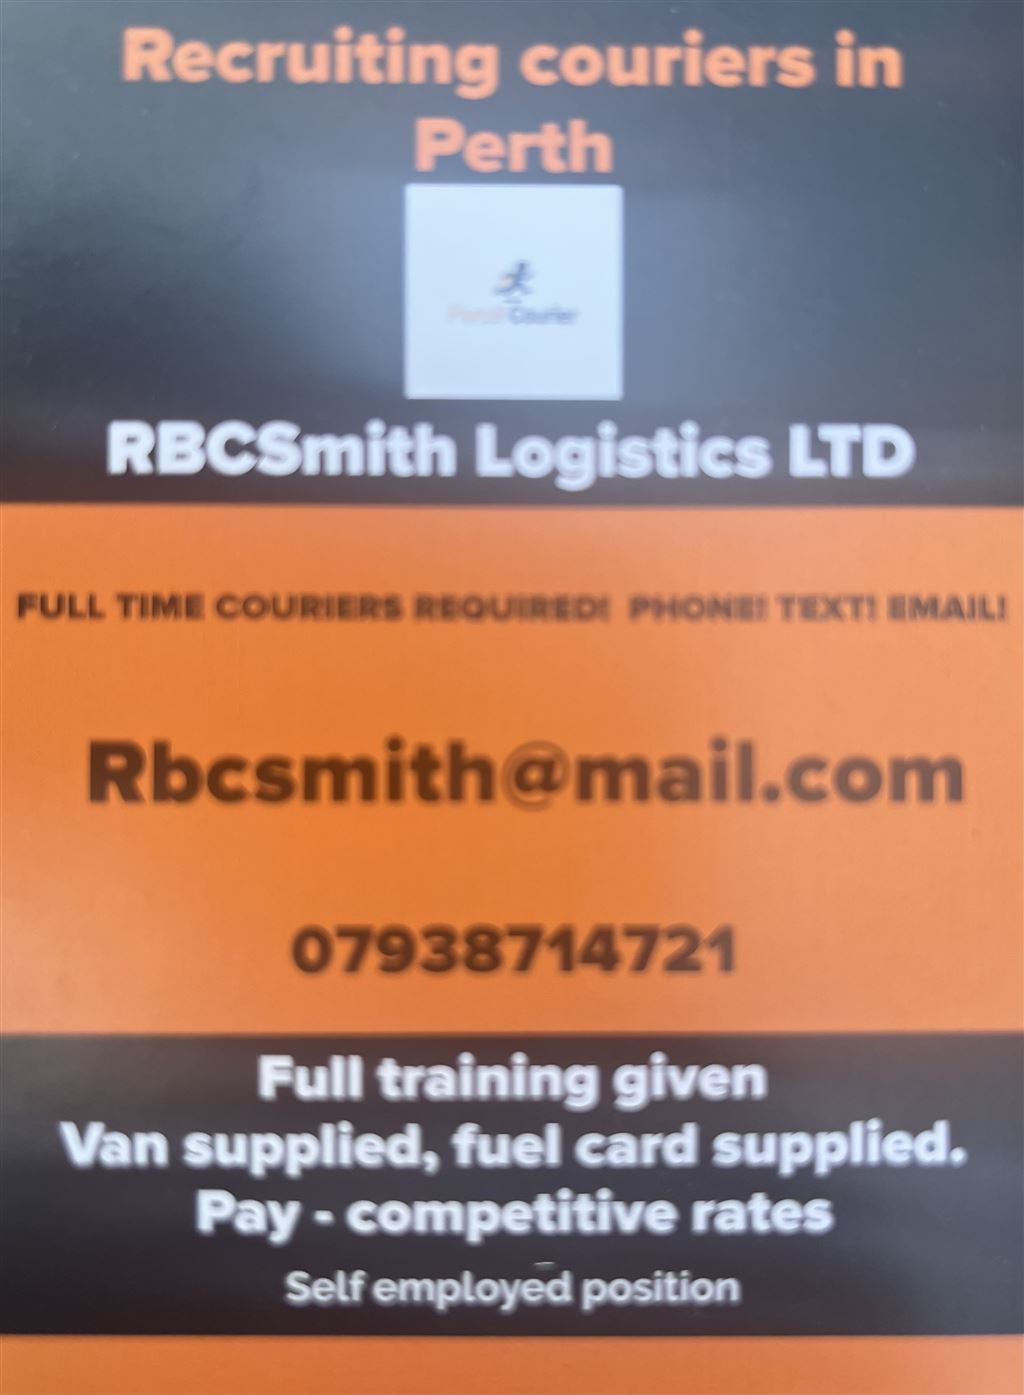 Recruiting couriers in
Perth
Courier
RBCSmith Logistics LTD
FULL TIME COURIERS REQUIRED! PHONE! TEXT! EMAIL!
Rbcsmith@mail.com
07938714721
Full training given
Van supplied, fuel card supplied.
Pay - competitive rates
Self employed position